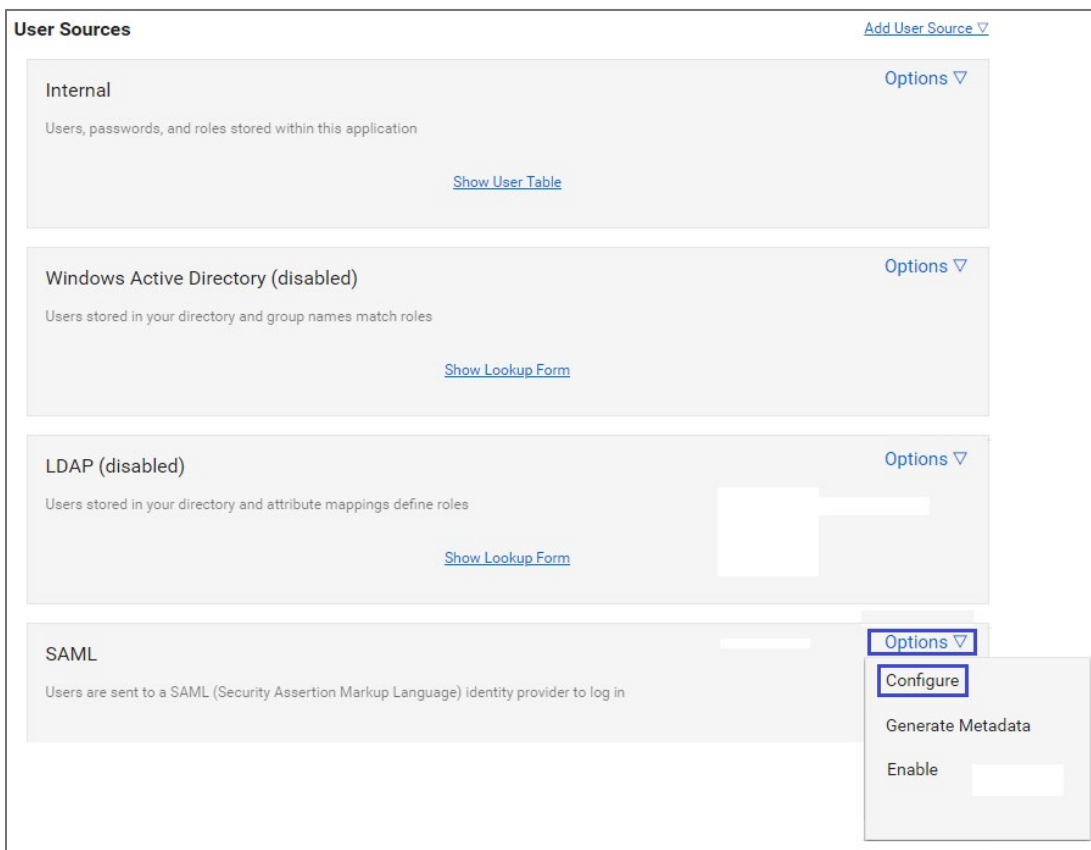 User Sources
Add User Source ▽
Internal
Options ▽
Users, passwords, and roles stored within this application
Show User Table
Windows Active Directory (disabled)
Options ▽
Users stored in your directory and group names match roles
Show Lookup Form
LDAP (disabled)
Options ▽
Users stored in your directory and attribute mappings define roles
Show Lookup Form
SAML
Options ▽
Users are sent to a SAML (Security Assertion Markup Language) identity provider to log in
Configure
Generate Metadata
Enable